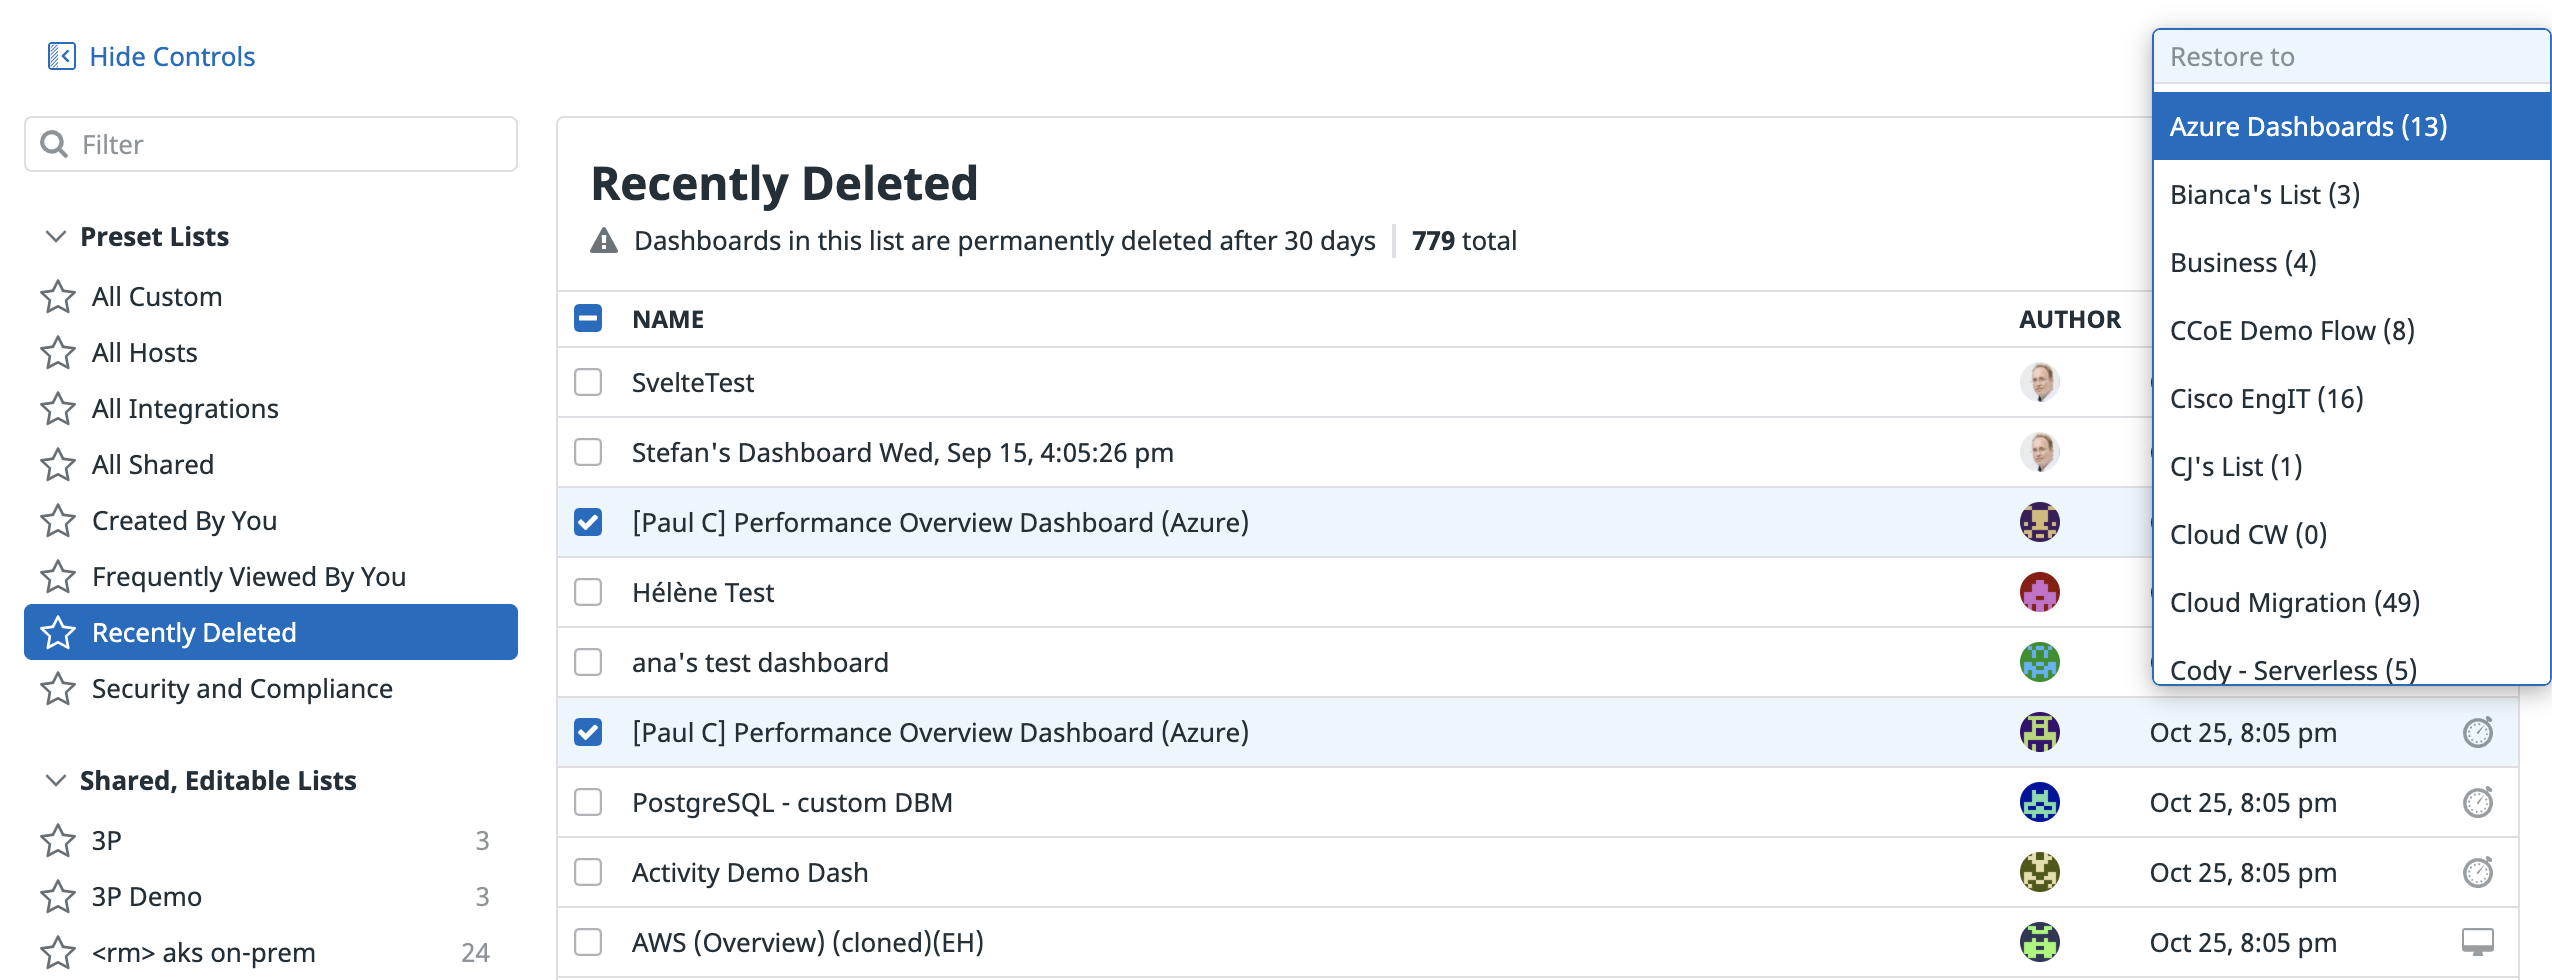 Hide Controls
Filter
Preset Lists
All Custom
All Hosts
All Integrations
All Shared
Created By You
Frequently Viewed By You
Recently Deleted
Security and Compliance
Shared, Editable Lists
3P 3
3P Demo 3
<rm> aks on-prem 24
Recently Deleted
Dashboards in this list are permanently deleted after 30 days 779 total
NAME AUTHOR
SvelteTest
Stefan's Dashboard Wed, Sep 15, 4:05:26 pm
[Paul C] Performance Overview Dashboard (Azure)
Hélène Test
ana's test dashboard
[Paul C] Performance Overview Dashboard (Azure) Oct 25, 8:05 pm
PostgreSQL - custom DBM Oct 25, 8:05 pm
Activity Demo Dash Oct 25, 8:05 pm
AWS (Overview) (cloned)(EH) Oct 25, 8:05 pm
Restore to
Azure Dashboards (13)
Bianca's List (3)
Business (4)
CCoE Demo Flow (8)
Cisco EngIT (16)
CJ's List (1)
Cloud CW (0)
Cloud Migration (49)
Cody - Serverless (5)